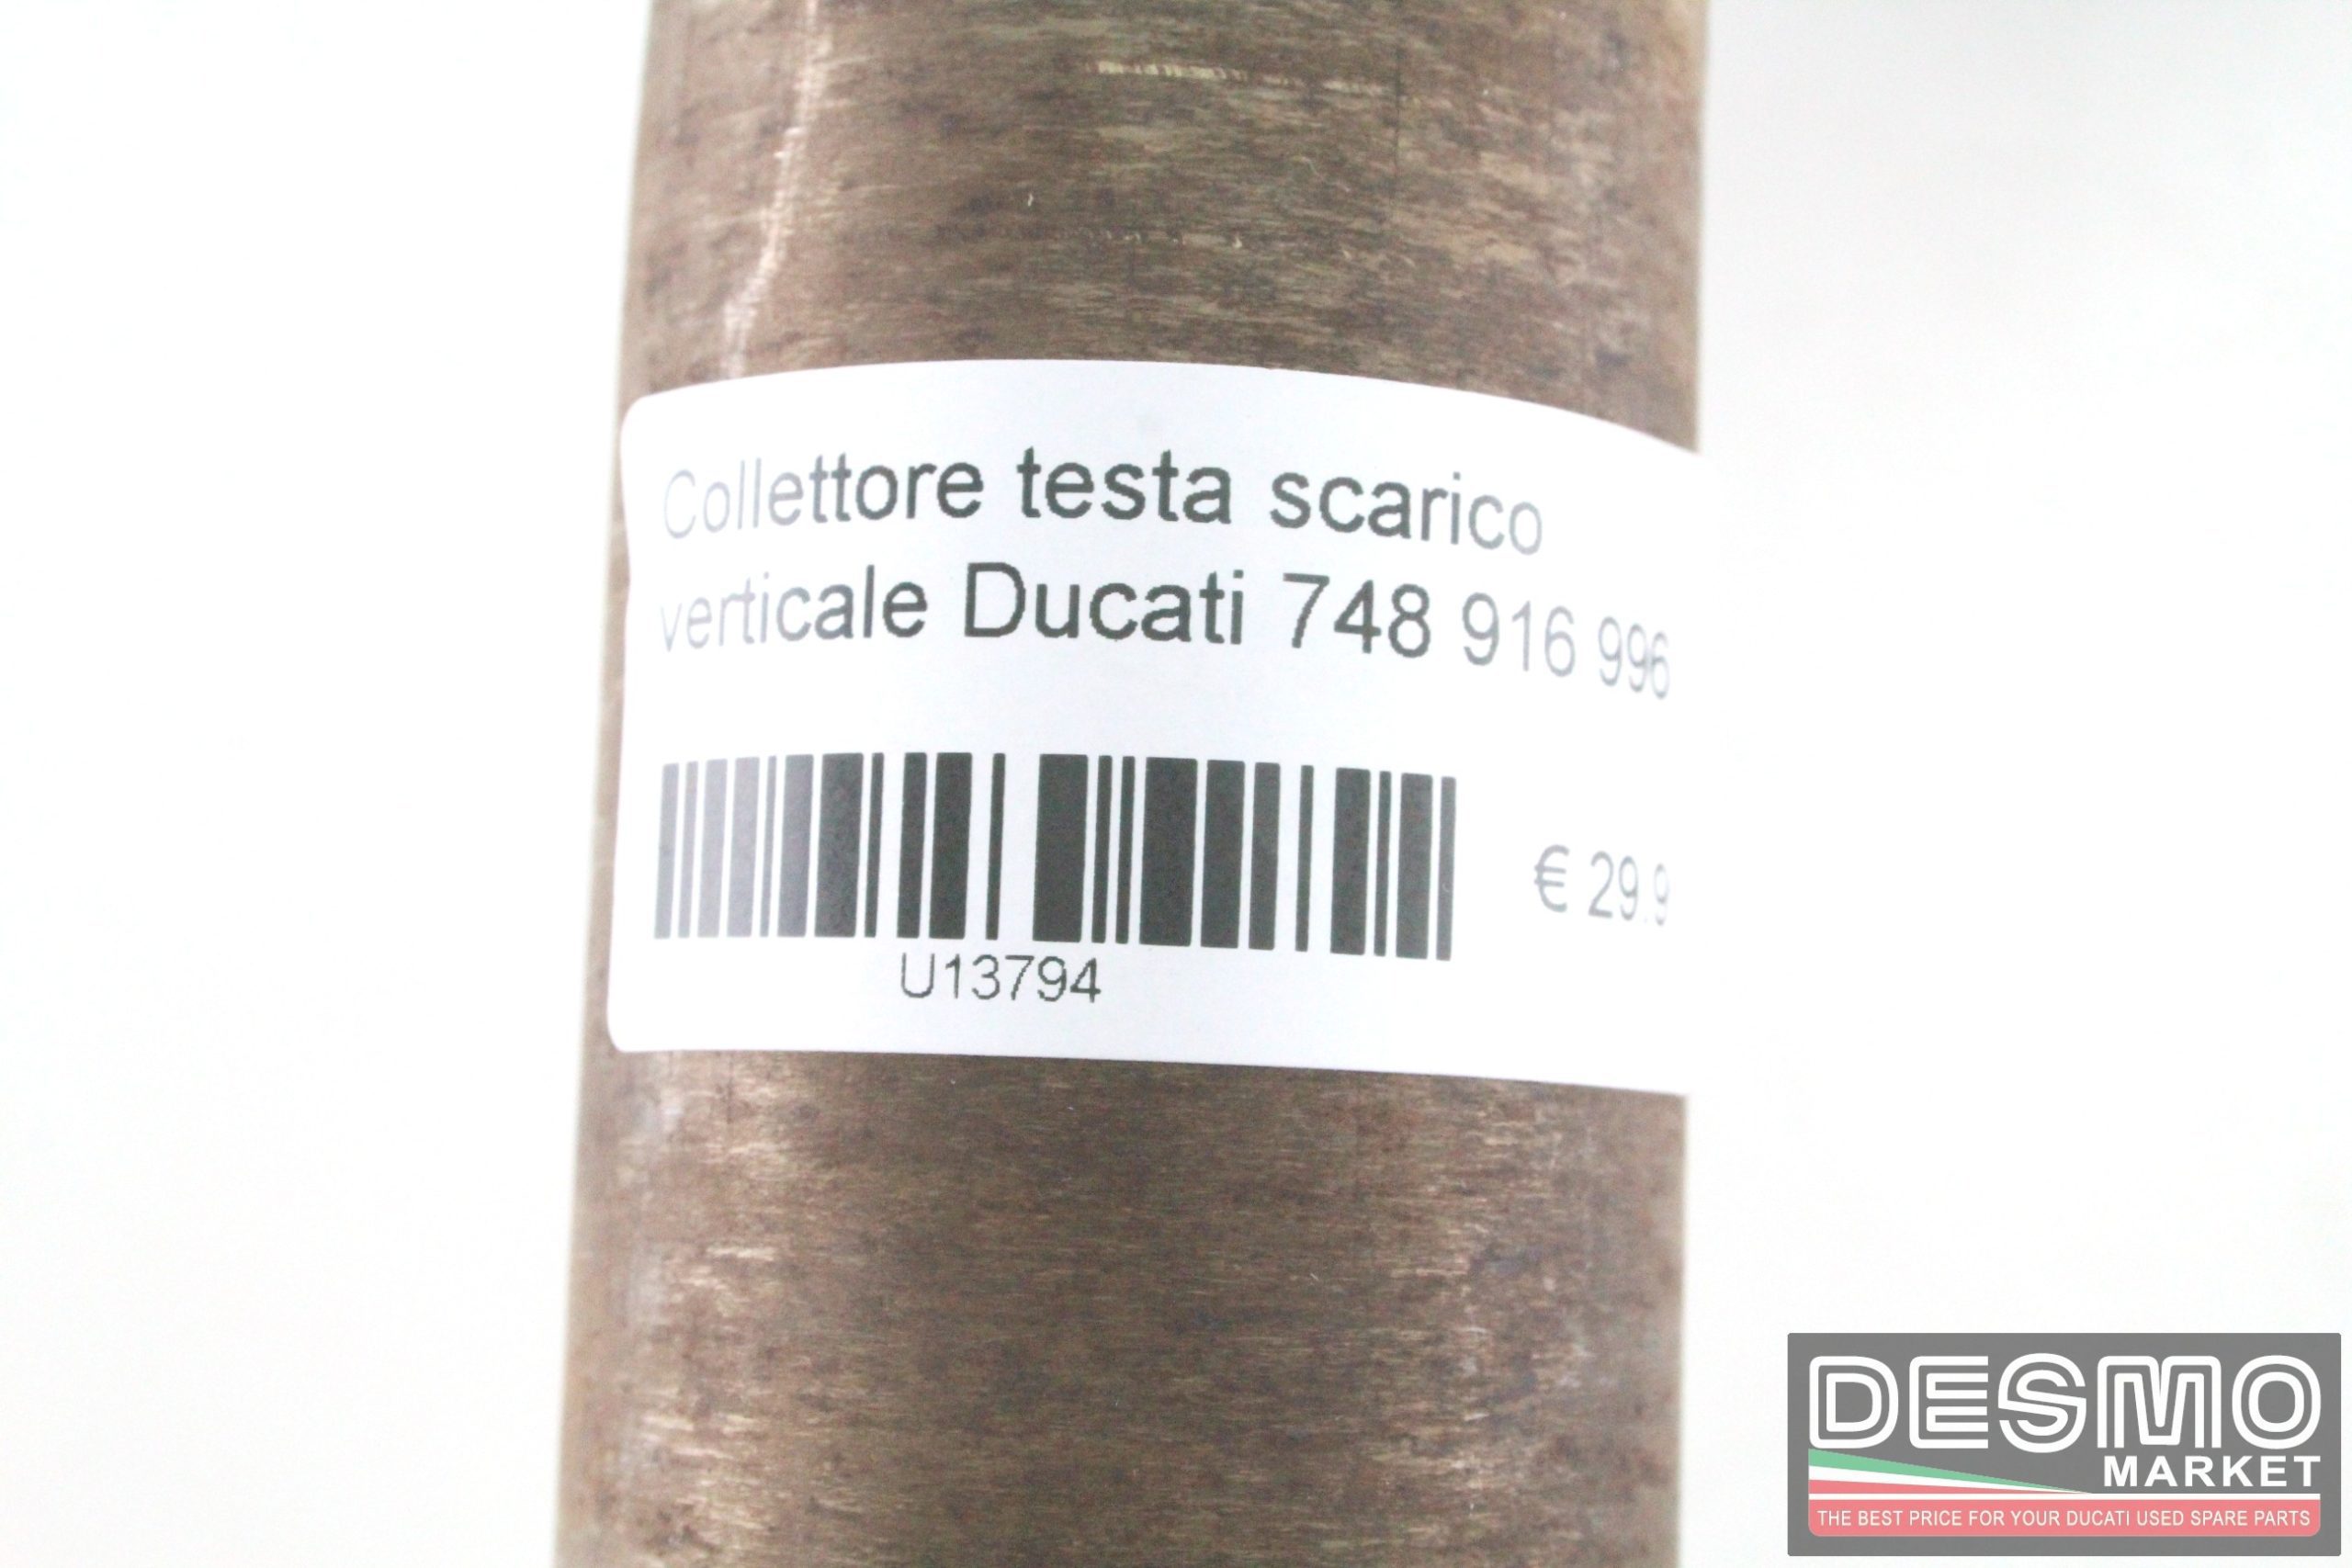 Collettore testa scarico
verticale Ducati 748 916 996
€ 29.9
U13794
DESMO
MARKET
THE BEST PRICE FOR YOUR DUCATI USED SPARE PARTS